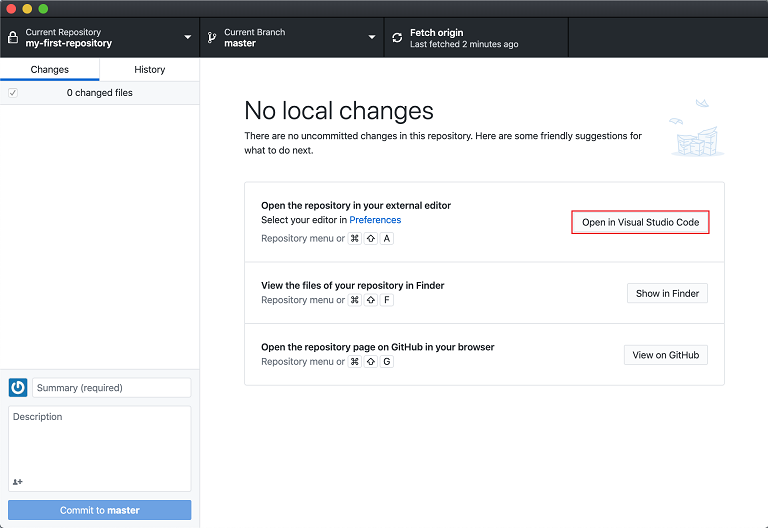 Current Repository
my-first-repository
Current Branch
master
Fetch origin
Last fetched 2 minutes ago
Changes
History
0 changed files
No local changes
There are no uncommitted changes in this repository. Here are some friendly suggestions for
what to do next.
Open the repository in your external editor
Select your editor in Preferences
Repository menu or ⌘ ⇧ A
Open in Visual Studio Code
View the files of your repository in Finder
Repository menu or ⌘ ⇧ F
Show in Finder
Open the repository page on GitHub in your browser
Repository menu or ⌘ ⇧ G
View on GitHub
Summary (required)
Description
Commit to master